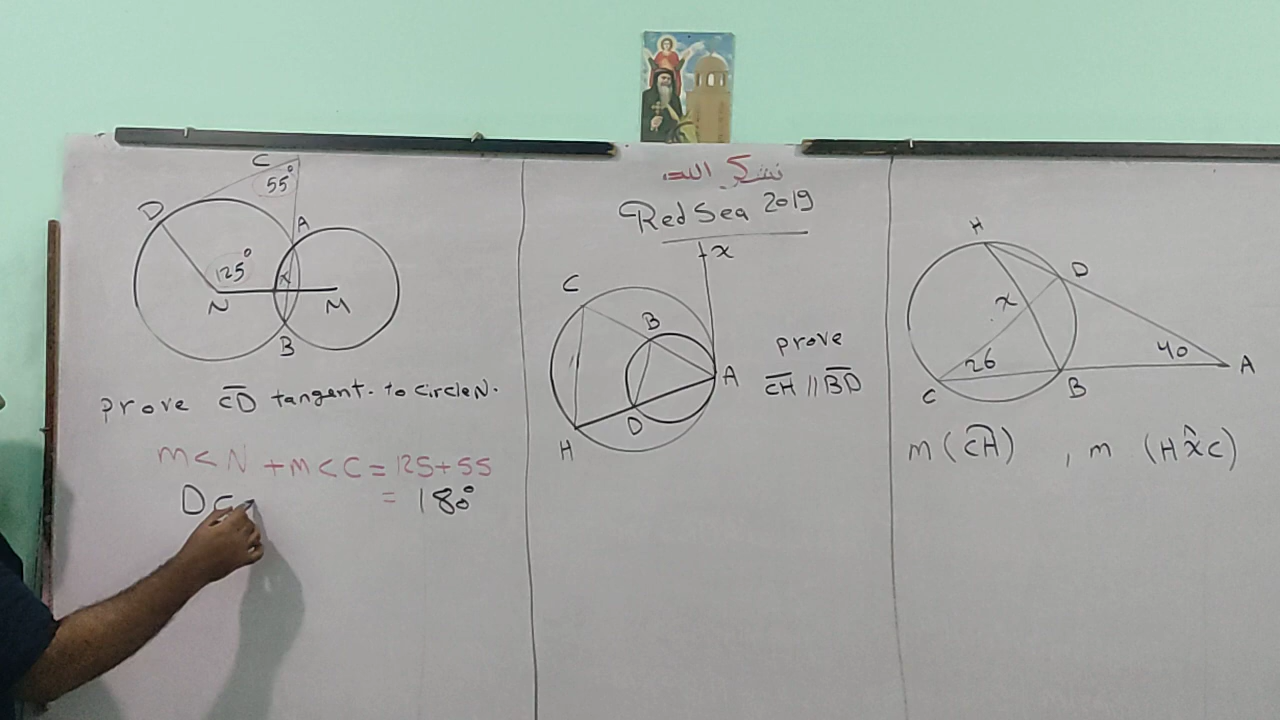 C
55°
D
A
125°
X
N
M
B
prove CD tangent. to circle N.
m<N + m<C = 125 + 55
DC = 180°
نشكر الله
Red Sea 2019
x
C
B
A
D
H
prove
CH // BD
H
D
x
26
40
A
C
B
m (CH) , m (HXC)